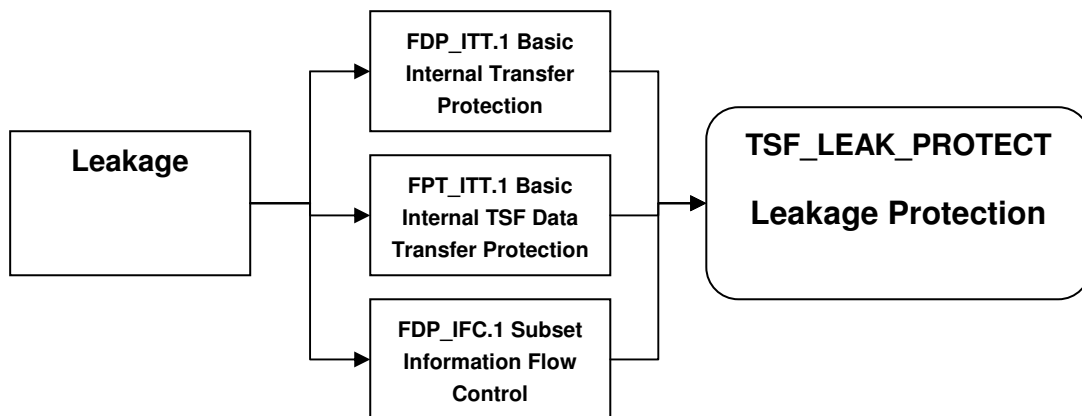 Leakage
FDP_ITT.1 Basic
Internal Transfer
Protection
FPT_ITT.1 Basic
Internal TSF Data
Transfer Protection
FDP_IFC.1 Subset
Information Flow
Control
TSF_LEAK_PROTECT
Leakage Protection